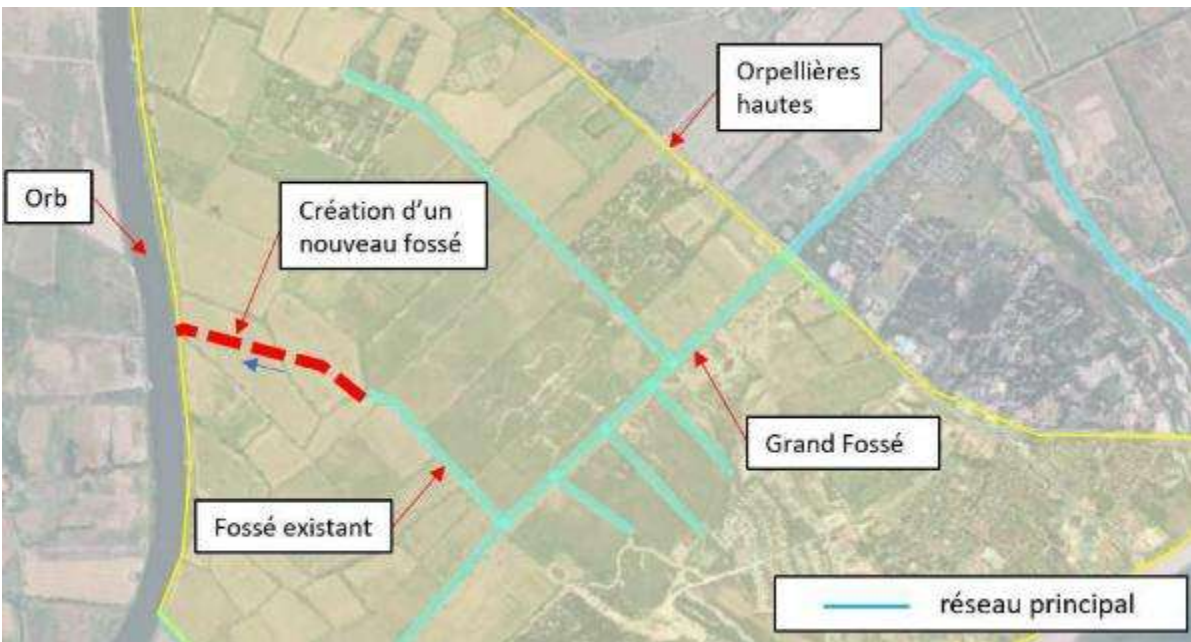 Orpellières
hautes
Orb
Création d'un
nouveau fossé
Grand Fossé
Fossé existant
réseau principal